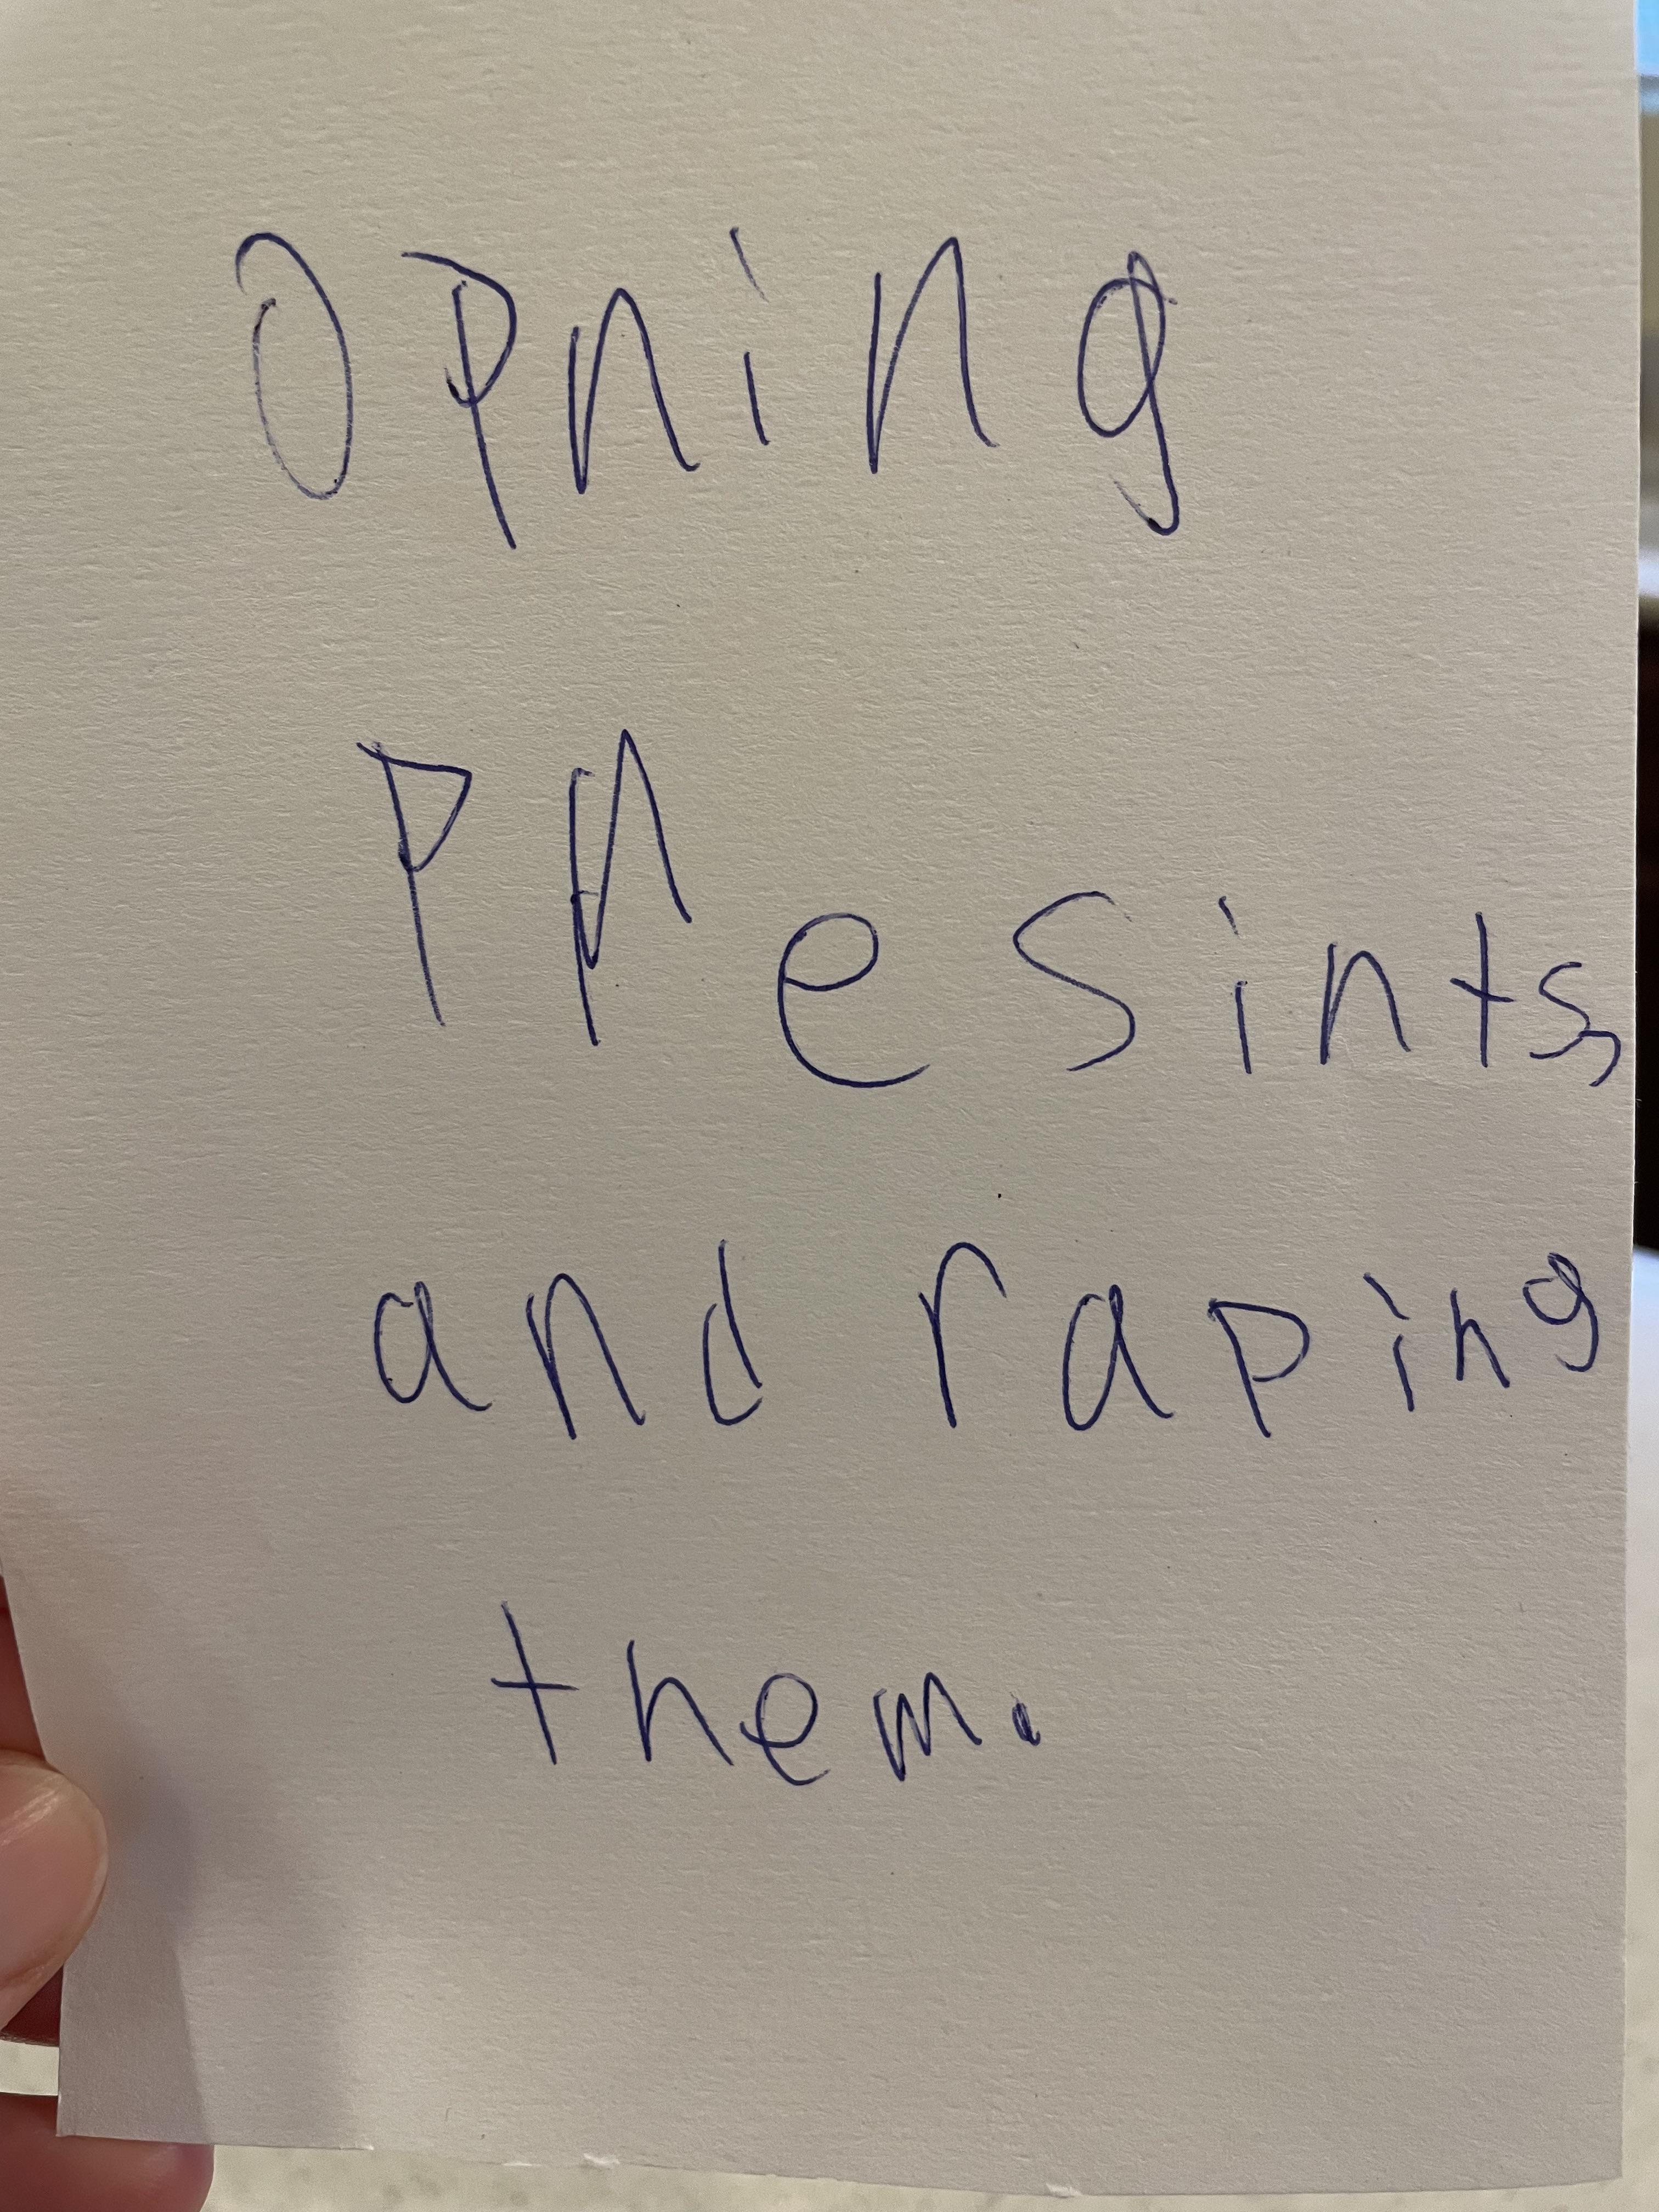 Opning
Presints,
and raping
them.